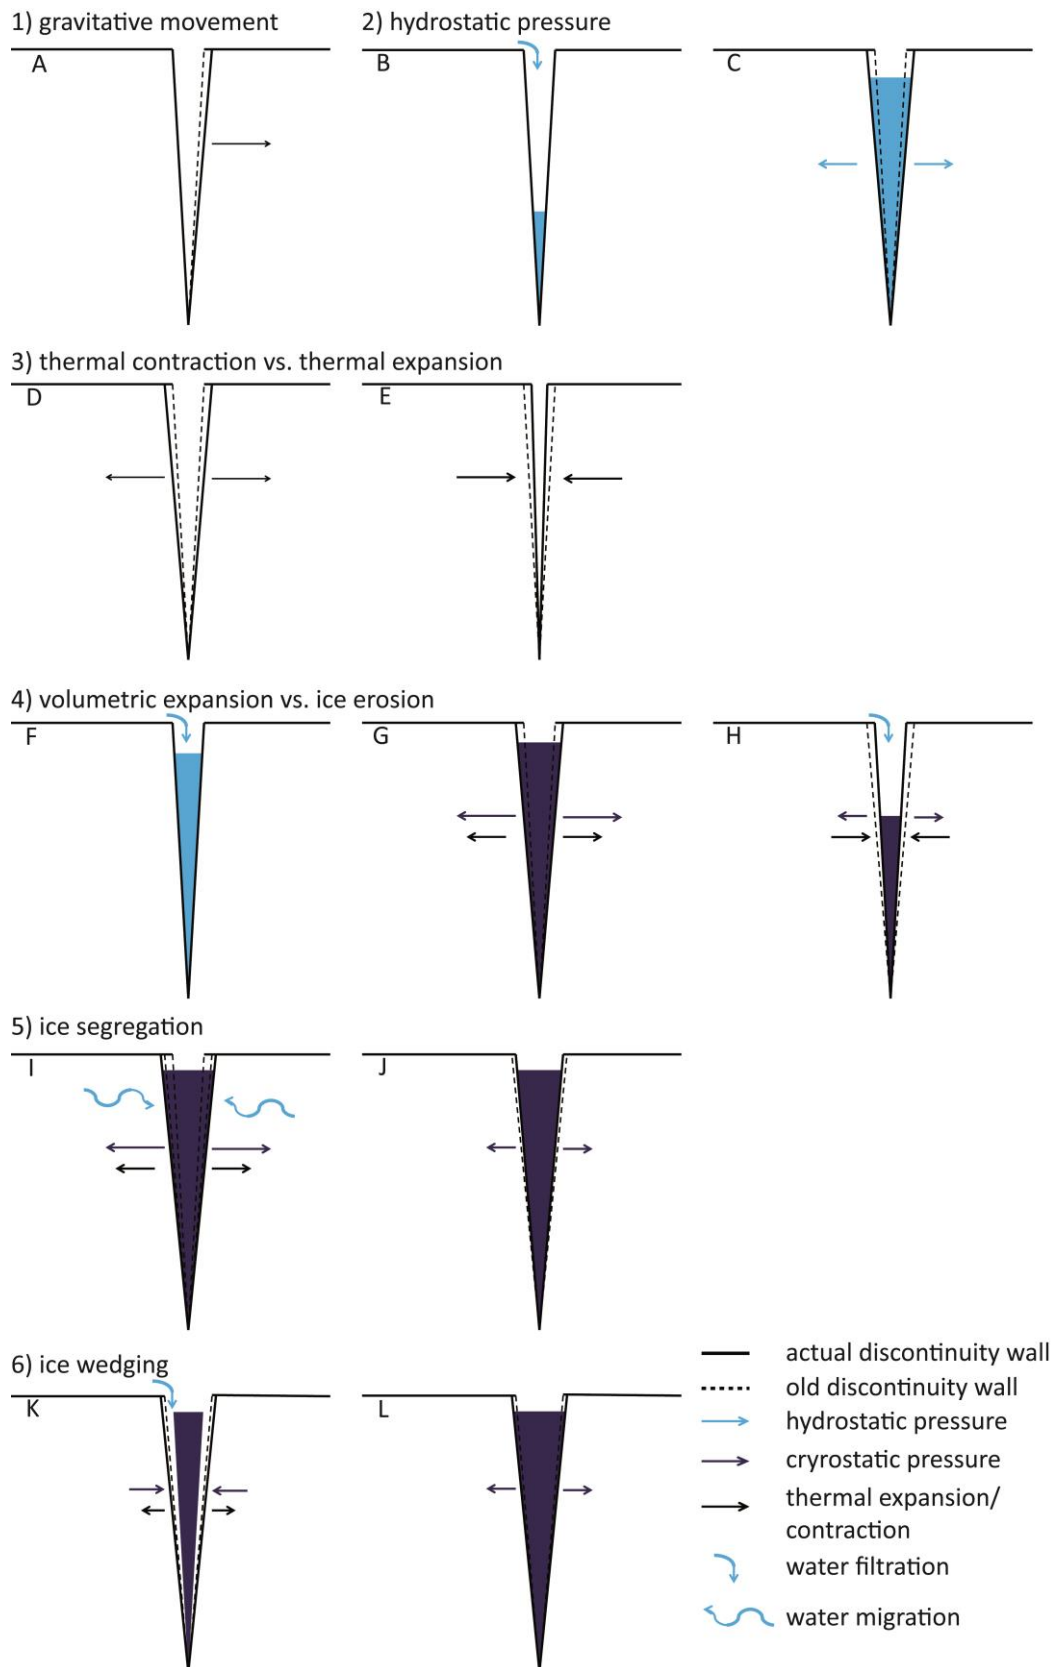 1) gravitative movement
2) hydrostatic pressure
A
B
C
3) thermal contraction vs. thermal expansion
D
E
4) volumetric expansion vs. ice erosion
F
G
H
5) ice segregation
I
J
6) ice wedging
K
L
actual discontinuity wall
old discontinuity wall
hydrostatic pressure
cryrostatic pressure
thermal expansion/
contraction
water filtration
water migration